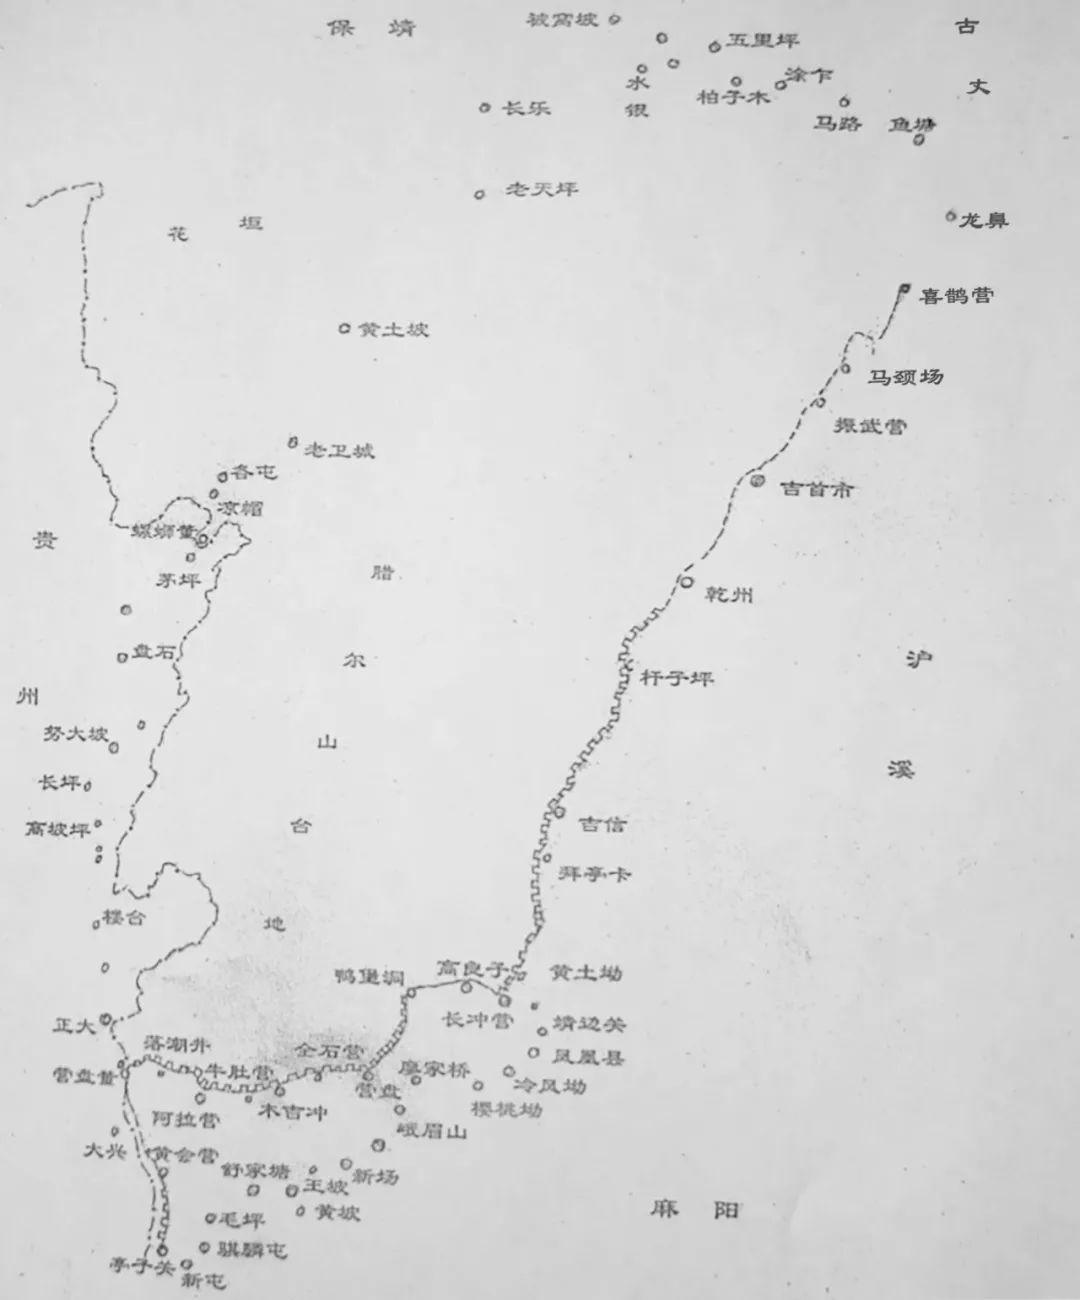 保靖
被窝坡
古丈
五里坪
水银
柏子木
涂乍
长乐
马路
鱼塘
老天坪
龙鼻
花垣
喜鹊营
黄土坡
马颈场
振武营
老卫城
各屯
吉首市
凉帽
螺蛳董
贵州
茅坪
腊尔山台地
乾州
盘石
泸溪
杆子坪
努大坡
长坪
高坡坪
吉信
拜亭卡
楼台
鸭堡洞
高良子
黄土坳
长冲营
靖边关
正大
落潮井
全石营
凤凰县
营盘董
牛肚营
营盘
廖家桥
冷风坳
阿拉营
木吉冲
樱桃坳
峨眉山
大兴
黄会营
舒家塘
新场
王坡
黄坡
毛坪
麻阳
骐麟屯
亭子关
新屯